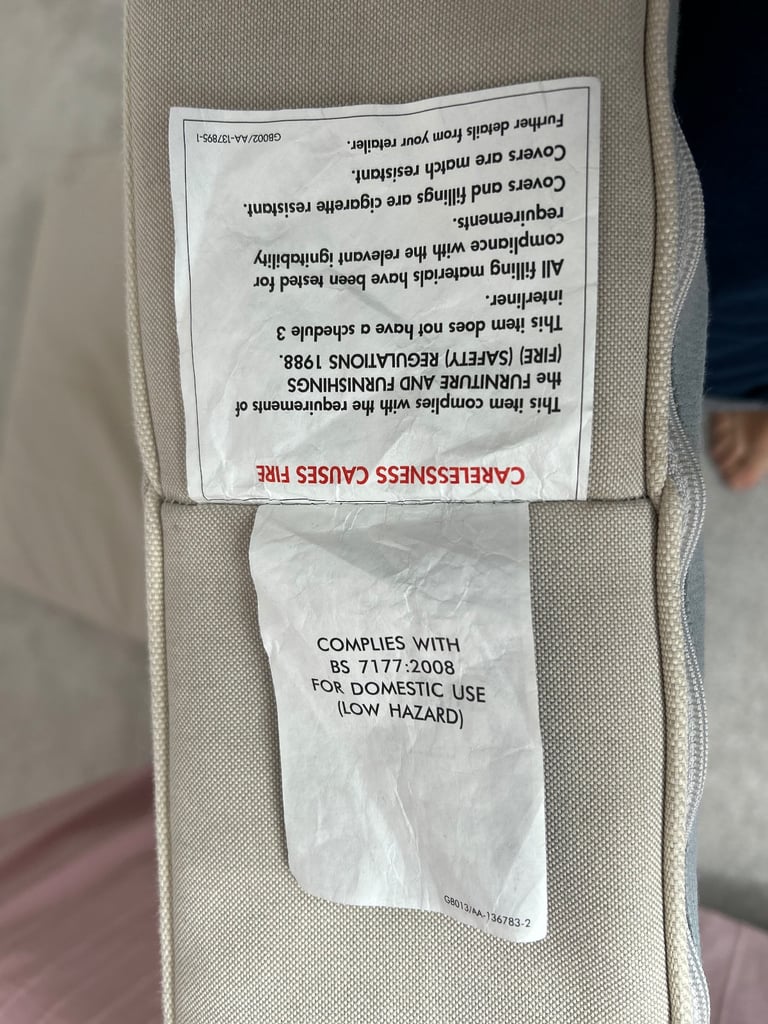 CARELESSNESS CAUSES FIRE
This item complies with the requirements of
the FURNITURE AND FURNISHINGS
(FIRE) (SAFETY) REGULATIONS 1988.
This item does not have a schedule 3
interliner.
All filling materials have been tested for
compliance with the relevant ignitability
requirements.
Covers and fillings are cigarette resistant.
Covers are match resistant.
Further details from your retailer.
GB002/AA-137895-1
COMPLIES WITH
BS 7177:2008
FOR DOMESTIC USE
(LOW HAZARD)
GB013/AA-136783-2